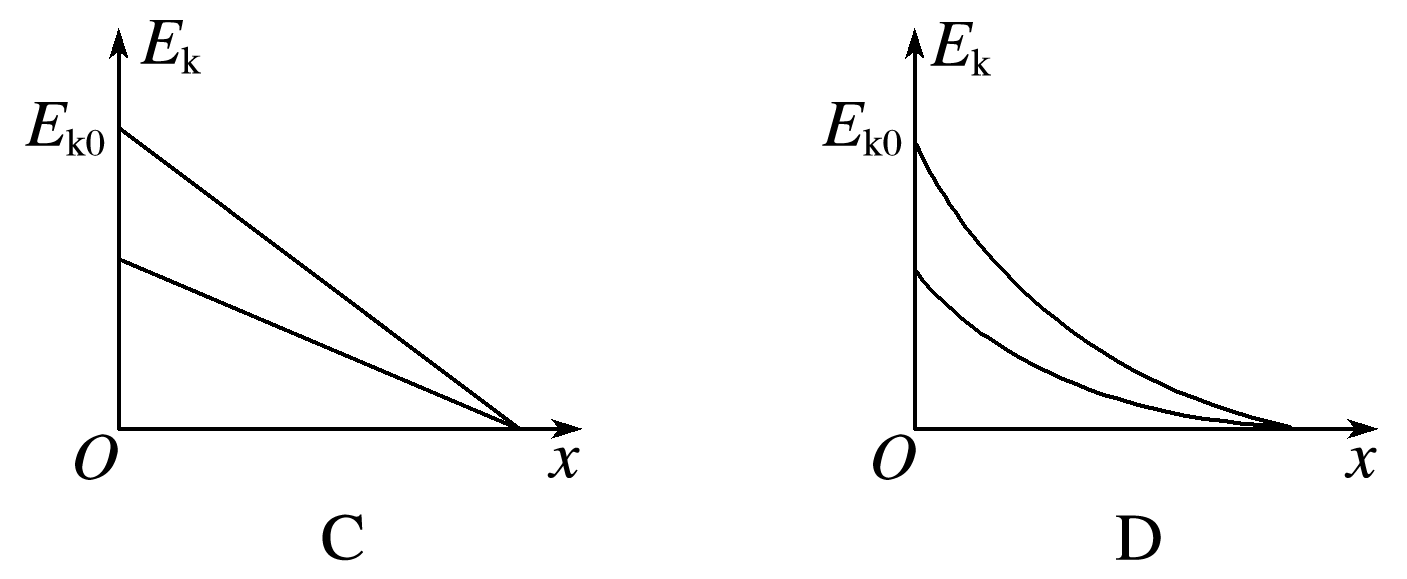 E_k E_k
E_k0 E_k0
O x O x
C D